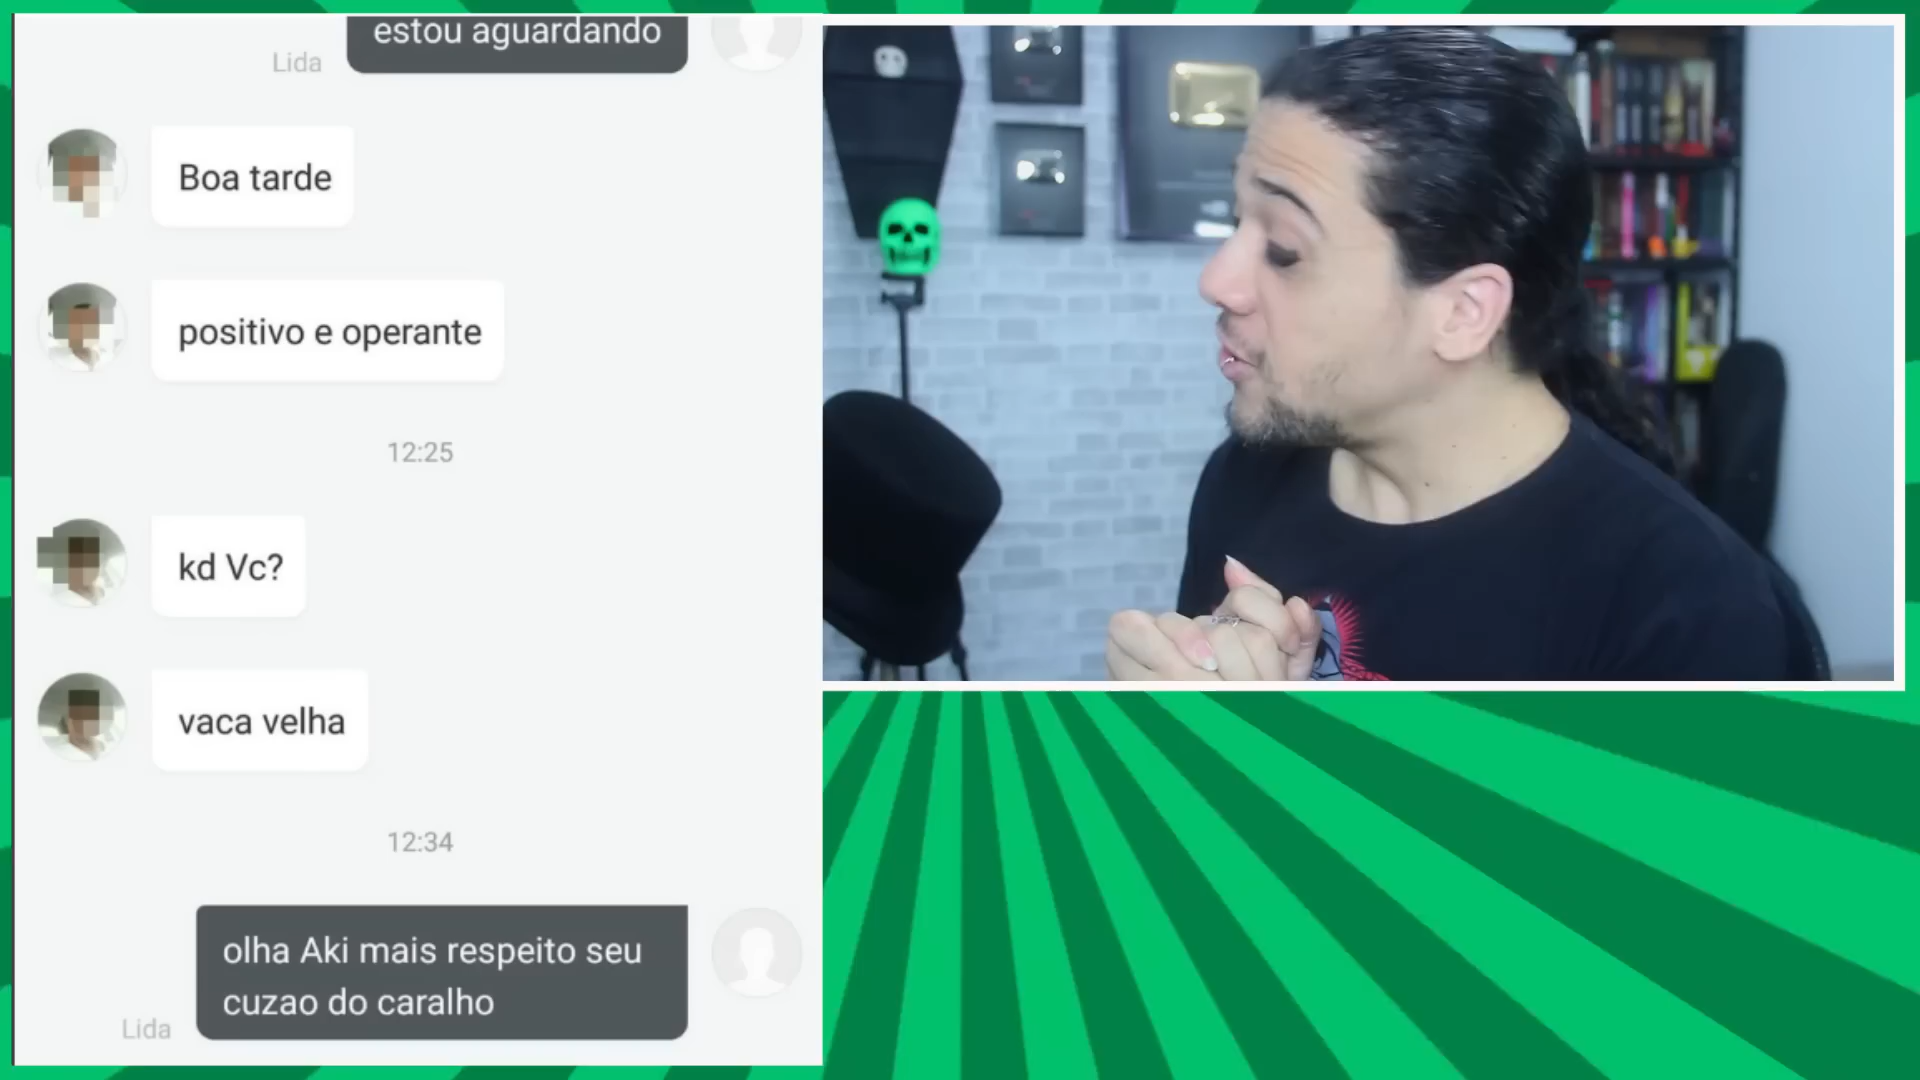 estou aguardando
Lida
Boa tarde
positivo e operante
12:25
kd Vc?
vaca velha
12:34
olha Aki mais respeito seu
cuzao do caralho
Lida